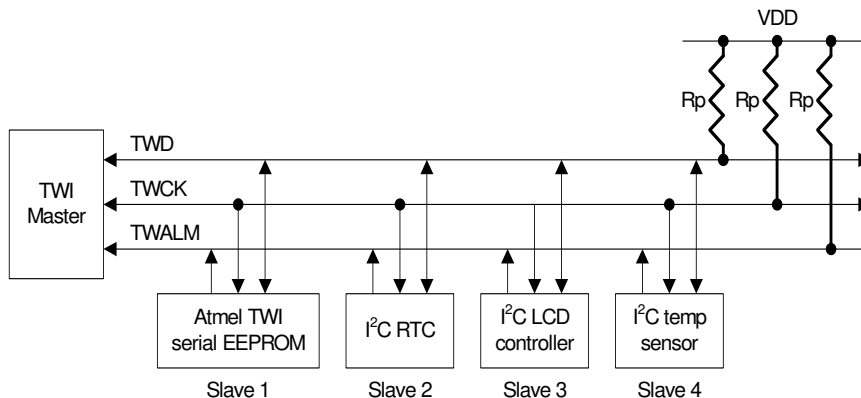 VDD
Rp Rp Rp
TWD
TWI
Master
TWCK
TWALM
Atmel TWI
serial EEPROM
I²C RTC
I²C LCD
controller
I²C temp
sensor
Slave 1 Slave 2 Slave 3 Slave 4